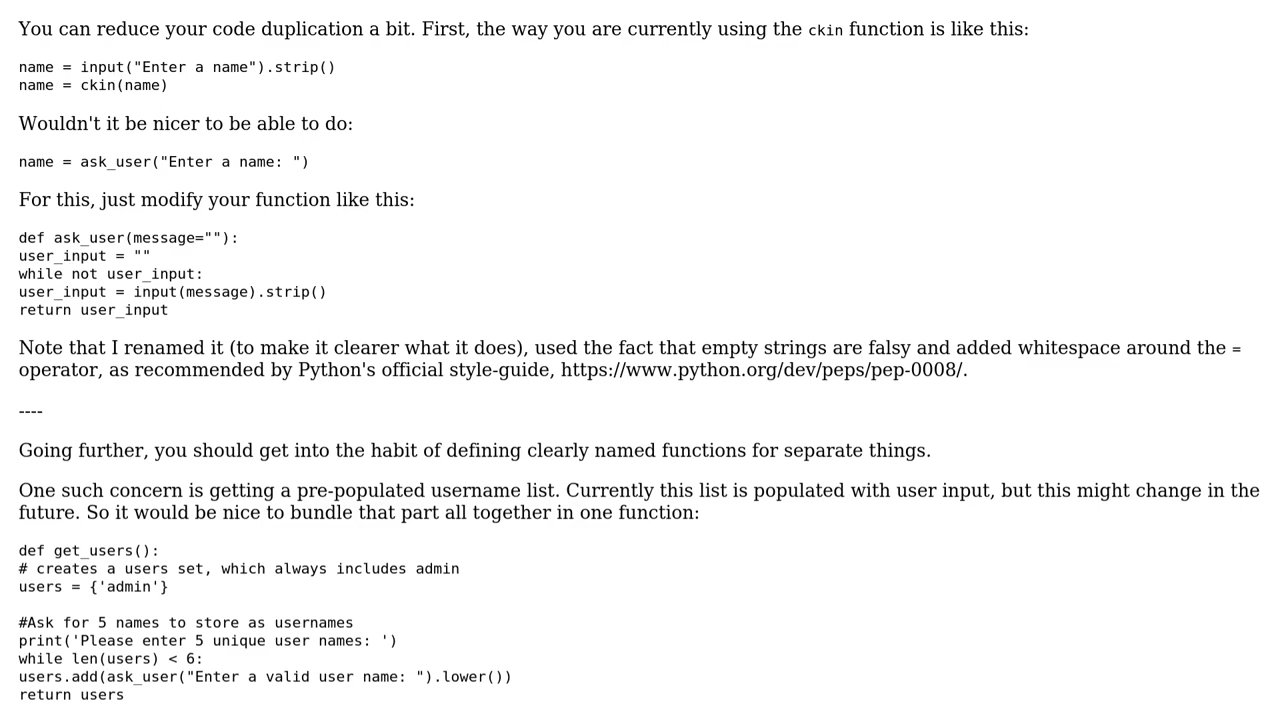 You can reduce your code duplication a bit. First, the way you are currently using the ckin function is like this:
name = input("Enter a name").strip()
name = ckin(name)
Wouldn't it be nicer to be able to do:
name = ask_user("Enter a name: ")
For this, just modify your function like this:
def ask_user(message=""):
user_input = ""
while not user_input:
user_input = input(message).strip()
return user_input
Note that I renamed it (to make it clearer what it does), used the fact that empty strings are falsy and added whitespace around the =
operator, as recommended by Python's official style-guide, https://www.python.org/dev/peps/pep-0008/.
----
Going further, you should get into the habit of defining clearly named functions for separate things.
One such concern is getting a pre-populated username list. Currently this list is populated with user input, but this might change in the
future. So it would be nice to bundle that part all together in one function:
def get_users():
# creates a users set, which always includes admin
users = {'admin'}
#Ask for 5 names to store as usernames
print('Please enter 5 unique user names: ')
while len(users) < 6:
users.add(ask_user("Enter a valid user name: ").lower())
return users